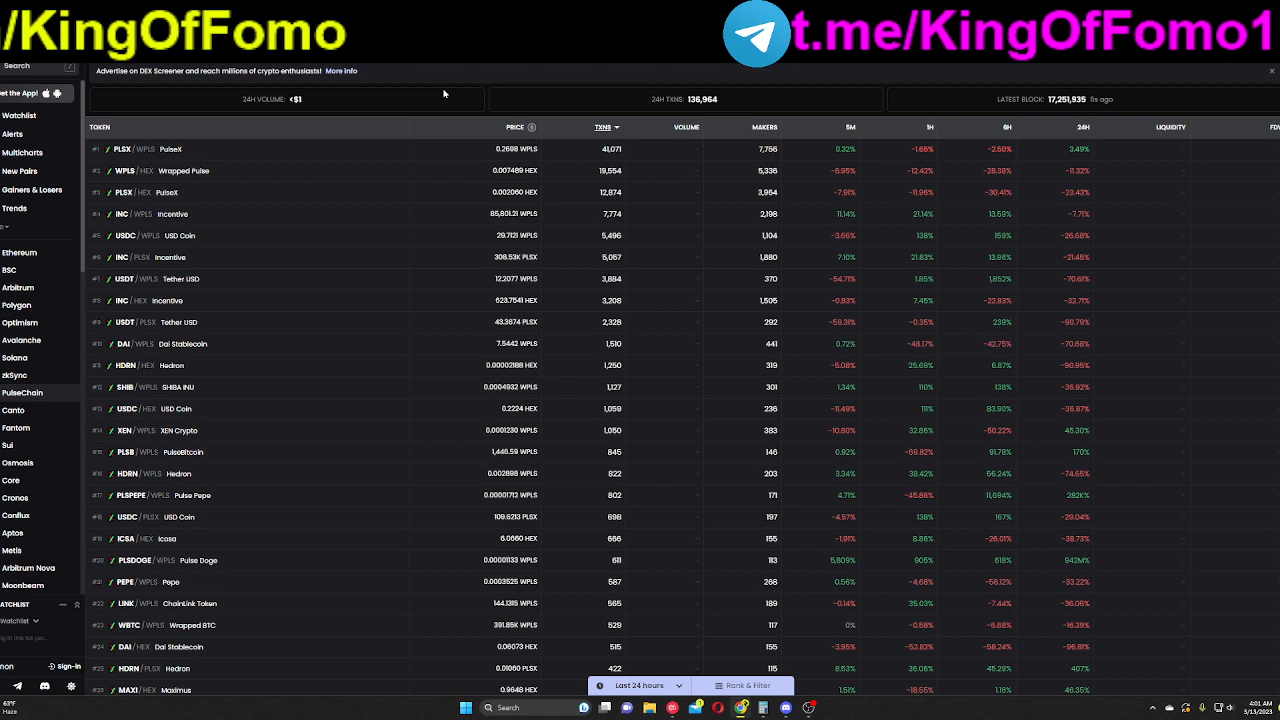 /KingOfFomo
t.me/KingOfFomo1
Search /
Advertise on DEX Screener and reach millions of crypto enthusiasts! More info
et the App!
24H VOLUME: <$1
24H TXNS: 136,964
LATEST BLOCK: 17,251,935 5s ago
Watchlist
Alerts
Multicharts
New Pairs
Gainers & Losers
Trends
Ethereum
BSC
Arbitrum
Polygon
Optimism
Avalanche
Solana
zkSync
PulseChain
Canto
Fantom
Sui
Osmosis
Core
Cronos
Conflux
Aptos
Metis
Arbitrum Nova
Moonbeam
WATCHLIST
Watchlist
ing in this list yet...
mon Sign-in
TOKEN PRICE TXNS VOLUME MAKERS 5M 1H 6H 24H LIQUIDITY FDV
#1 PLSX / WPLS PulseX 0.2698 WPLS 41,071 - 7,756 0.32% -1.65% -2.50% 3.49% -
#2 WPLS / HEX Wrapped Pulse 0.007489 HEX 19,554 - 5,336 -6.95% -12.42% -28.38% -11.32% -
#3 PLSX / HEX PulseX 0.002060 HEX 12,874 - 3,964 -7.91% -11.96% -30.41% -23.43% -
#4 INC / WPLS Incentive 85,801.21 WPLS 7,774 - 2,198 11.14% 21.14% 13.59% -7.71% -
#5 USDC / WPLS USD Coin 29.7121 WPLS 5,496 - 1,104 -3.66% 138% 159% -26.68% -
#6 INC / PLSX Incentive 308.53K PLSX 5,057 - 1,880 7.10% 21.83% 13.96% -21.45% -
#7 USDT / WPLS Tether USD 12.2077 WPLS 3,884 - 370 -54.71% 1.85% 1,852% -70.61% -
#8 INC / HEX Incentive 623.7541 HEX 3,208 - 1,505 -0.83% 7.45% -22.83% -32.71% -
#9 USDT / PLSX Tether USD 43.3674 PLSX 2,328 - 292 -59.31% -0.35% 239% -90.79% -
#10 DAI / WPLS Dai Stablecoin 7.5442 WPLS 1,510 - 441 0.72% -48.17% -42.75% -70.68% -
#11 HDRN / HEX Hedron 0.00002188 HEX 1,250 - 319 -5.08% 25.69% 6.87% -90.95% -
#12 SHIB / WPLS SHIBA INU 0.0004932 WPLS 1,127 - 301 1.34% 110% 138% -36.92% -
#13 USDC / HEX USD Coin 0.2224 HEX 1,059 - 236 -11.49% 111% 83.90% -36.97% -
#14 XEN / WPLS XEN Crypto 0.0001230 WPLS 1,050 - 383 -10.80% 32.86% -50.22% 45.30% -
#15 PLSB / WPLS PulseBitcoin 1,446.59 WPLS 845 - 146 0.92% -69.82% 91.78% 170% -
#16 HDRN / WPLS Hedron 0.002898 WPLS 822 - 203 3.34% 38.42% 56.24% -74.65% -
#17 PLSPEPE / WPLS Pulse Pepe 0.00001712 WPLS 802 - 171 4.71% -45.86% 11,694% 282K% -
#18 USDC / PLSX USD Coin 109.6213 PLSX 698 - 197 -4.57% 138% 167% -29.04% -
#19 ICSA / HEX Icosa 6.0660 HEX 666 - 155 -1.91% 8.86% -26.01% -38.73% -
#20 PLSDOGE / WPLS Pulse Doge 0.00001133 WPLS 611 - 113 5,809% 905% 618% 942M% -
#21 PEPE / WPLS Pepe 0.0003525 WPLS 587 - 268 0.56% -4.68% -56.12% -33.22% -
#22 LINK / WPLS ChainLink Token 144.1315 WPLS 565 - 189 -0.14% 35.03% -7.44% -36.06% -
#23 WBTC / WPLS Wrapped BTC 391.85K WPLS 529 - 117 0% -0.58% -6.88% -16.39% -
#24 DAI / HEX Dai Stablecoin 0.06073 HEX 515 - 155 -3.95% -52.82% -58.24% -96.81% -
#25 HDRN / PLSX Hedron 0.01060 PLSX 422 - 115 8.53% 36.06% 45.29% 407% -
#26 MAXI / HEX Maximus 0.9648 HEX 1.51% -18.55% 1.16% 46.35%
Last 24 hours Rank & Filter
63°F
Haze
Search
4:01 AM
5/13/2023